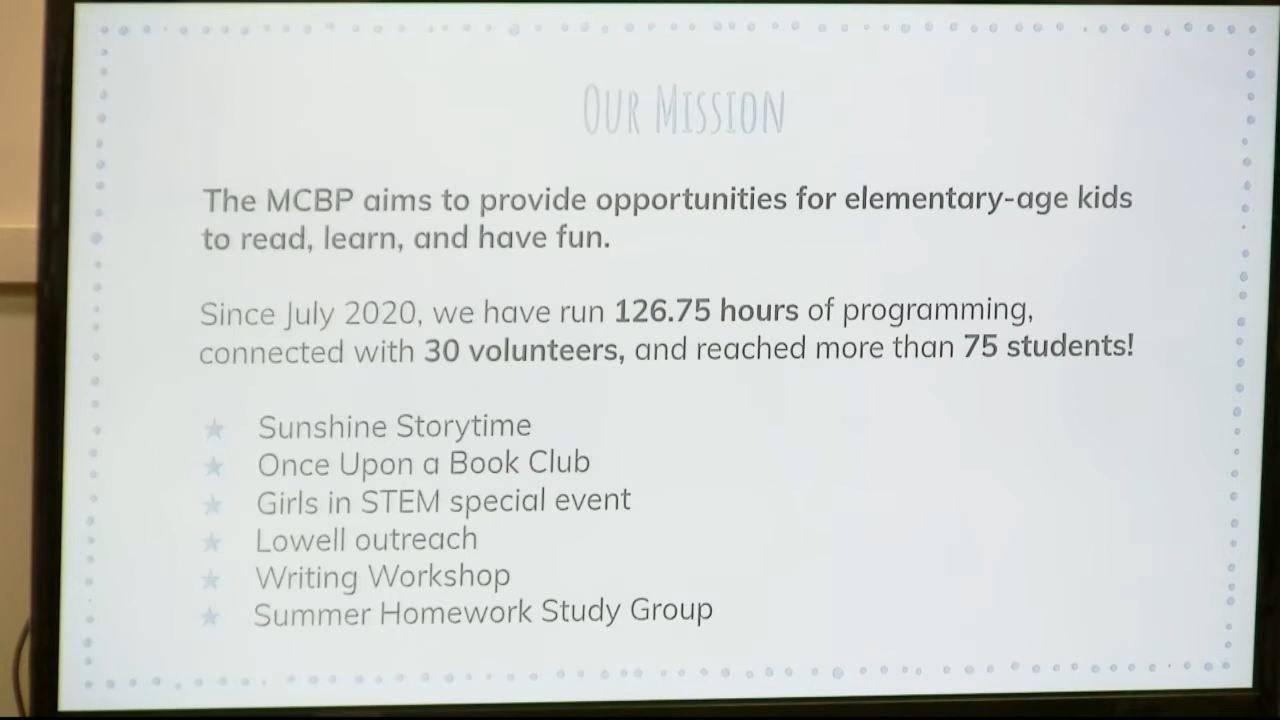 OUR MISSION
The MCBP aims to provide opportunities for elementary-age kids
to read, learn, and have fun.
Since July 2020, we have run 126.75 hours of programming,
connected with 30 volunteers, and reached more than 75 students!
Sunshine Storytime
Once Upon a Book Club
Girls in STEM special event
Lowell outreach
Writing Workshop
Summer Homework Study Group